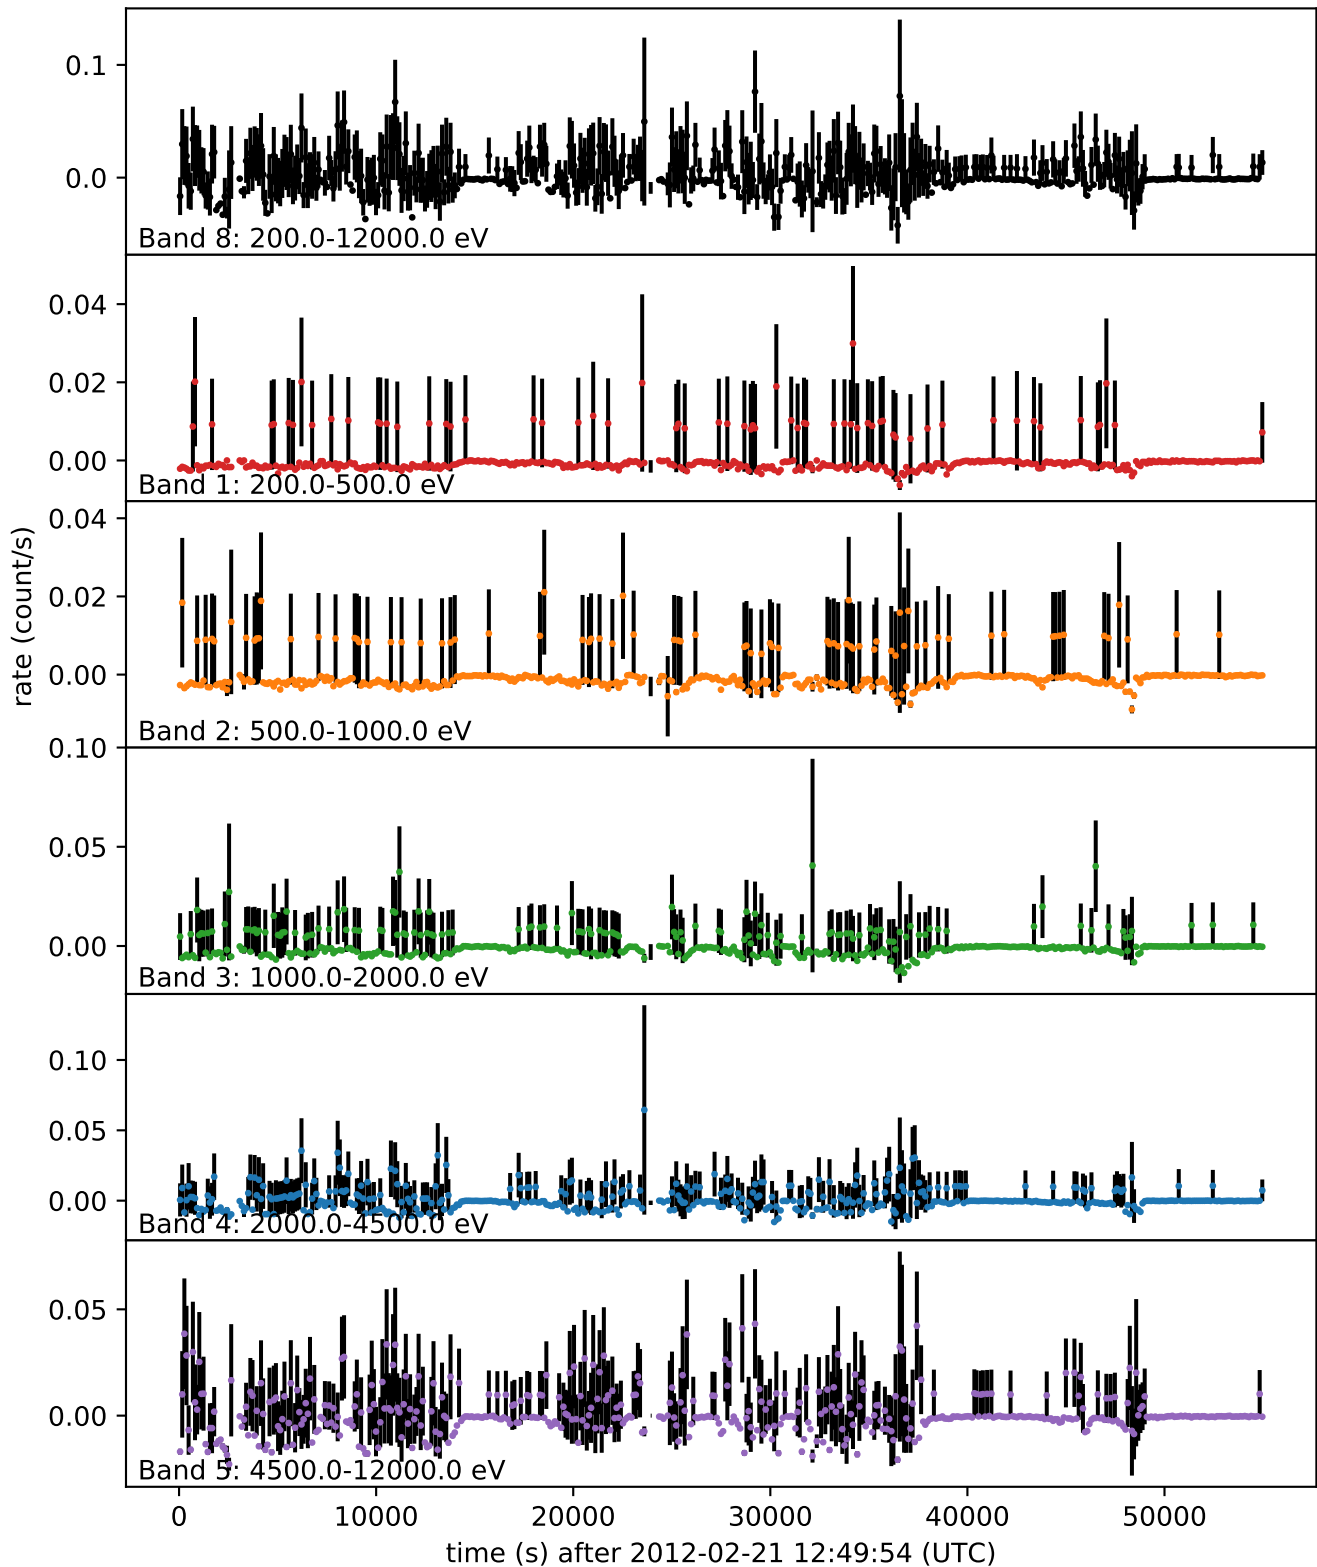 0.1
0.0
Band 8: 200.0-12000.0 eV
0.04
0.02
0.00
Band 1: 200.0-500.0 eV
0.04
0.02
0.00
Band 2: 500.0-1000.0 eV
rate (count/s)
0.10
0.05
0.00
Band 3: 1000.0-2000.0 eV
0.10
0.05
0.00
Band 4: 2000.0-4500.0 eV
0.05
0.00
Band 5: 4500.0-12000.0 eV
0 10000 20000 30000 40000 50000
time (s) after 2012-02-21 12:49:54 (UTC)